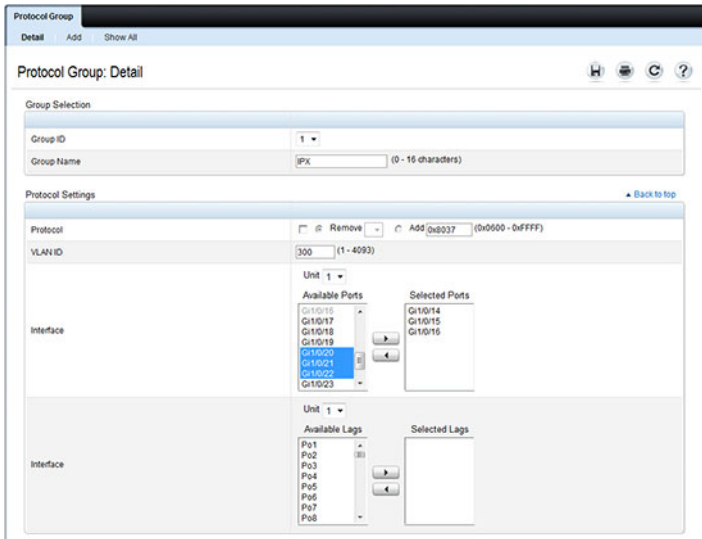 Protocol Group
Detail Add Show All
Protocol Group: Detail
Group Selection
Group ID 1
Group Name IPX (0 - 16 characters)
Protocol Settings Back to top
Protocol Remove Add 0x8037 (0x0600 - 0xFFFF)
VLAN ID 300 (1 - 4093)
Interface
Unit 1
Available Ports Selected Ports
Gi1/0/16 Gi1/0/14
Gi1/0/17 Gi1/0/15
Gi1/0/18 Gi1/0/16
Gi1/0/19
Gi1/0/20
Gi1/0/21
Gi1/0/22
Gi1/0/23
Interface
Unit 1
Available Lags Selected Lags
Po1
Po2
Po3
Po4
Po5
Po6
Po7
Po8